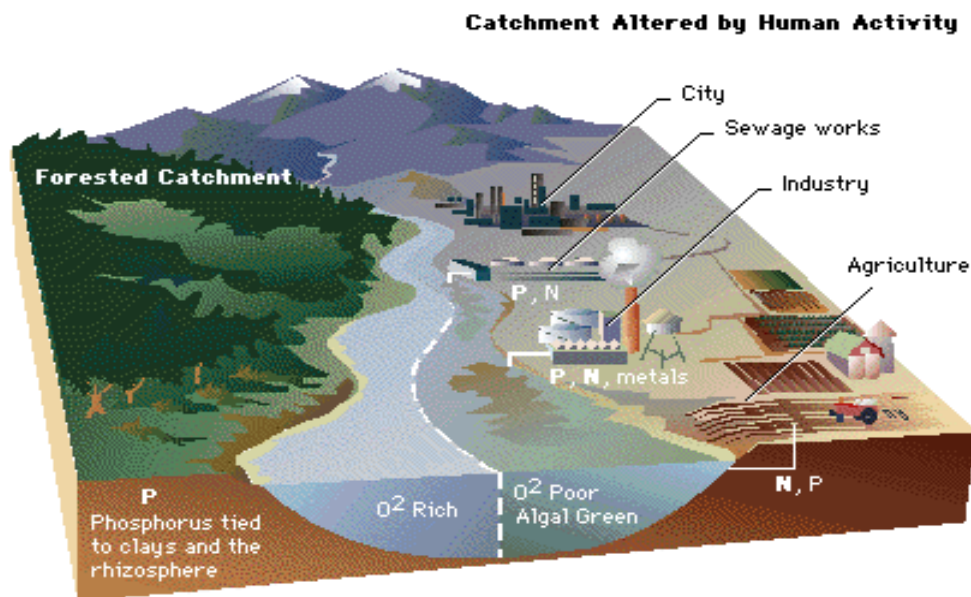 Catchment Altered by Human Activity
City
Sewage works
Forested Catchment
Industry
Agriculture
P, N
P, N, metals
N, P
P
Phosphorus tied
to clays and the
rhizosphere
O² Rich
O² Poor
Algal Green